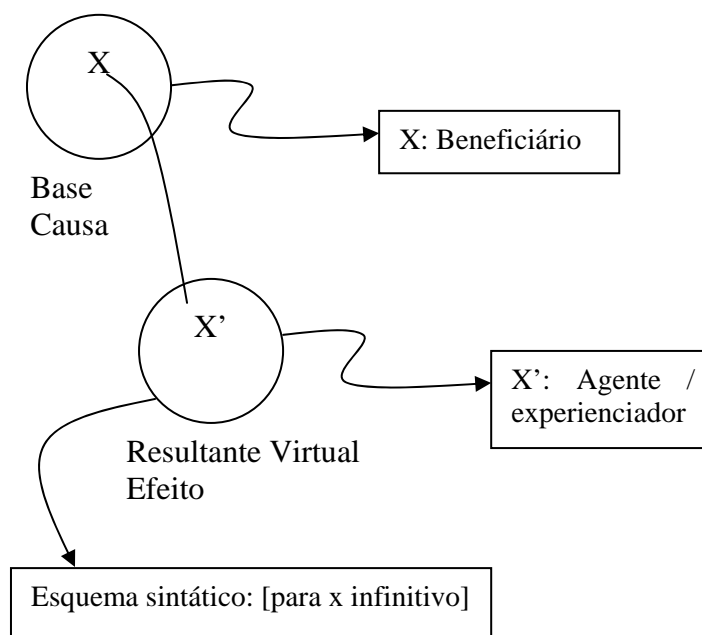 X
X: Beneficiário
Base
Causa
X’
X’: Agente /
experienciador
Resultante Virtual
Efeito
Esquema sintático: [para x infinitivo]